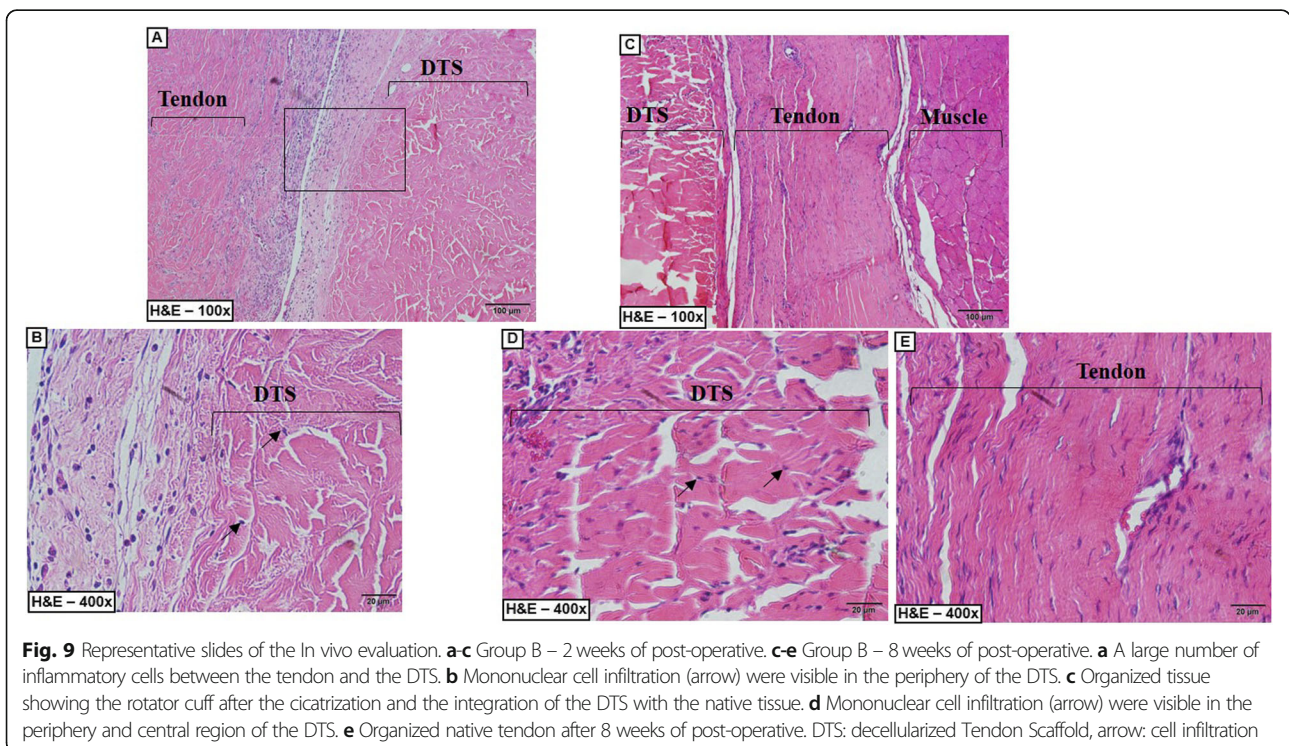 A
DTS
Tendon
H&E – 100x
100 µm
C
DTS
Tendon
Muscle
H&E – 100x
100 µm
B
DTS
H&E – 400x
20 µm
D
DTS
H&E – 400x
20 µm
E
Tendon
H&E – 400x
20 µm
Fig. 9 Representative slides of the In vivo evaluation. a-c Group B – 2 weeks of post-operative. c-e Group B – 8 weeks of post-operative. a A large number of
inflammatory cells between the tendon and the DTS. b Mononuclear cell infiltration (arrow) were visible in the periphery of the DTS. c Organized tissue
showing the rotator cuff after the cicatrization and the integration of the DTS with the native tissue. d Mononuclear cell infiltration (arrow) were visible in the
periphery and central region of the DTS. e Organized native tendon after 8 weeks of post-operative. DTS: decellularized Tendon Scaffold, arrow: cell infiltration